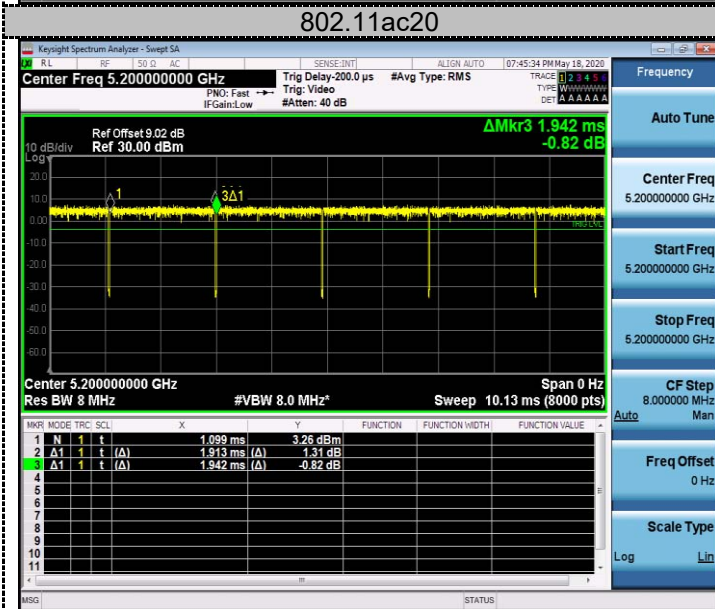 802.11ac20
Keysight Spectrum Analyzer - Swept SA
RL RF 50 Ω AC SENSE:INT ALIGN AUTO 07:45:34 PM May 18, 2020
Center Freq 5.200000000 GHz Trig Delay-200.0 µs #Avg Type: RMS TRACE 1 2 3 4 5 6
PNO: Fast Trig: Video TYPE W
IFGain:Low #Atten: 40 dB DET A A A A A A
Frequency
Auto Tune
Center Freq
5.200000000 GHz
Start Freq
5.200000000 GHz
Stop Freq
5.200000000 GHz
CF Step
8.000000 MHz
Auto Man
Freq Offset
0 Hz
Scale Type
Log Lin
ΔMkr3 1.942 ms
-0.82 dB
Ref Offset 9.02 dB
10 dB/div Ref 30.00 dBm
Log
20.0
10.0
0.00
-10.0
-20.0
-30.0
-40.0
-50.0
-60.0
1
3Δ1
TRIG LVL
Center 5.200000000 GHz Span 0 Hz
Res BW 8 MHz #VBW 8.0 MHz* Sweep 10.13 ms (8000 pts)
MKR MODE TRC SCL X Y FUNCTION FUNCTION WIDTH FUNCTION VALUE
1 N 1 t 1.099 ms 3.26 dBm
2 Δ1 1 t (Δ) 1.913 ms (Δ) 1.31 dB
3 Δ1 1 t (Δ) 1.942 ms (Δ) -0.82 dB
4
5
6
7
8
9
10
11
MSG STATUS